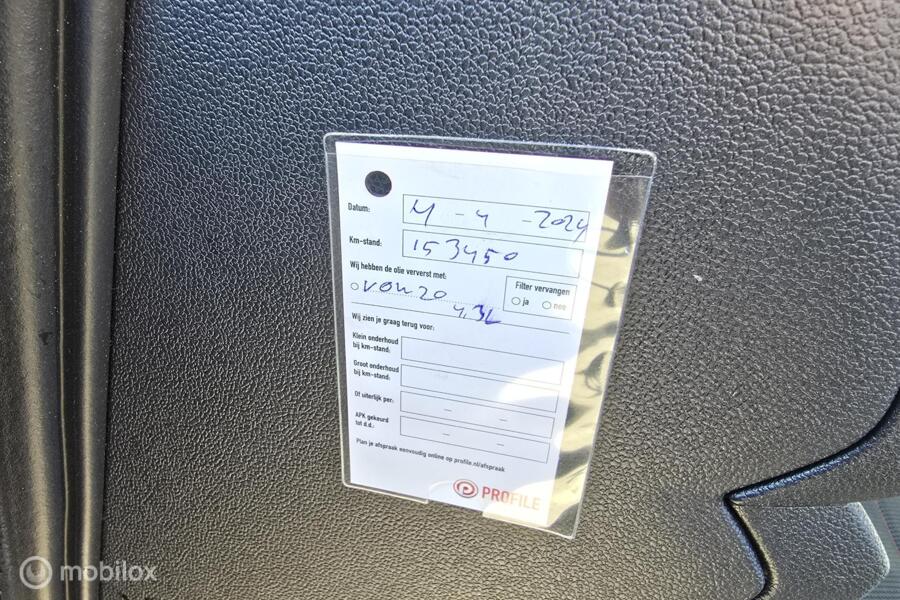 Datum: 11 - 4 - 2024
Km-stand: 153450
Wij hebben de olie ververst met:
Filter vervangen
vow20
ja nee
4,3L
Wij zien je graag terug voor:
Klein onderhoud
bij km-stand:
Groot onderhoud
bij km-stand:
Of uiterlijk per: – –
APK gekeurd
tot d.d.: – –
Plan je afspraak eenvoudig online op profile.nl/afspraak
PROFILE
mobilox